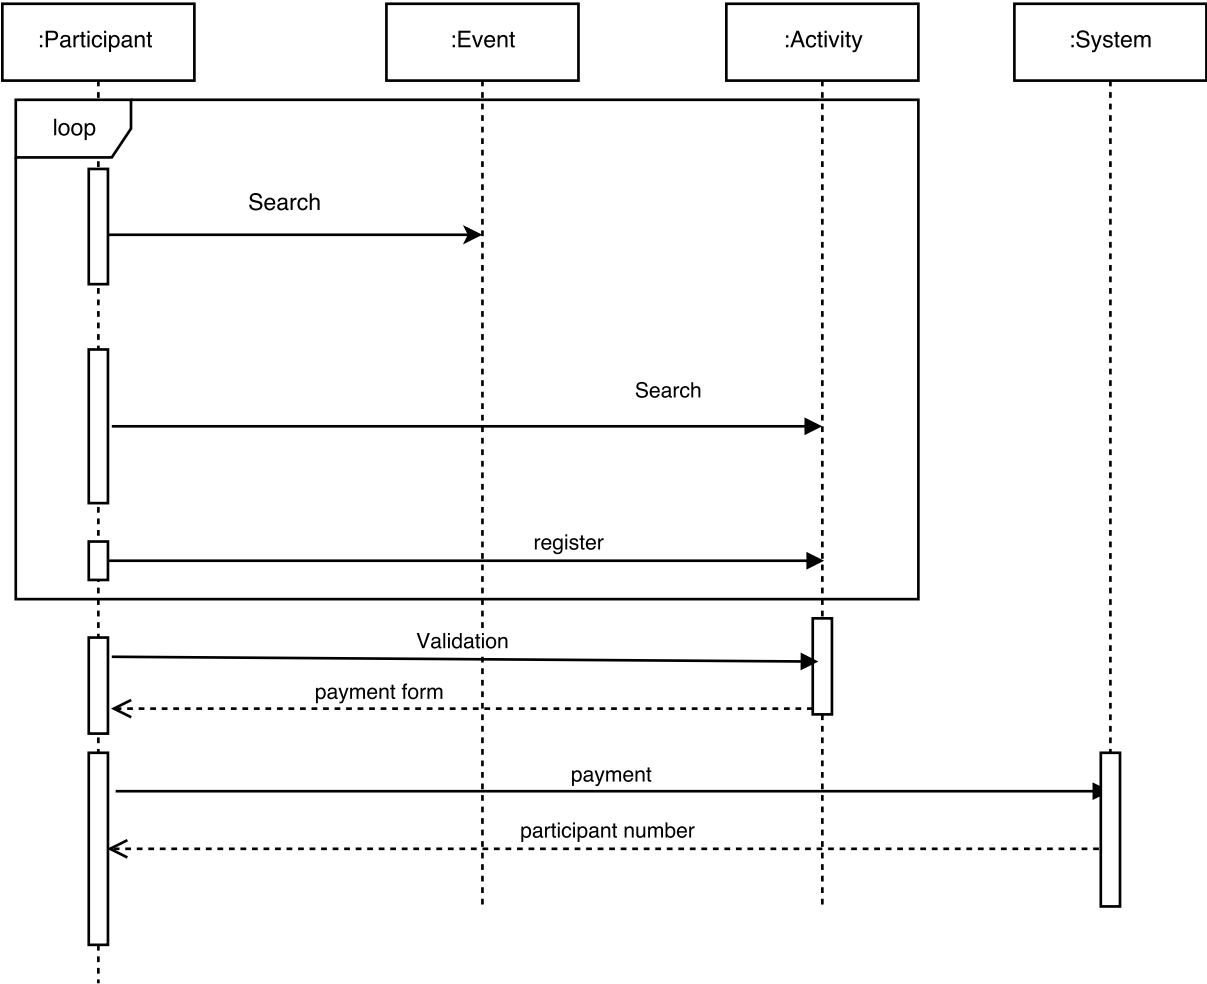 :Participant
:Event
:Activity
:System
loop
Search
Search
register
Validation
payment form
payment
participant number